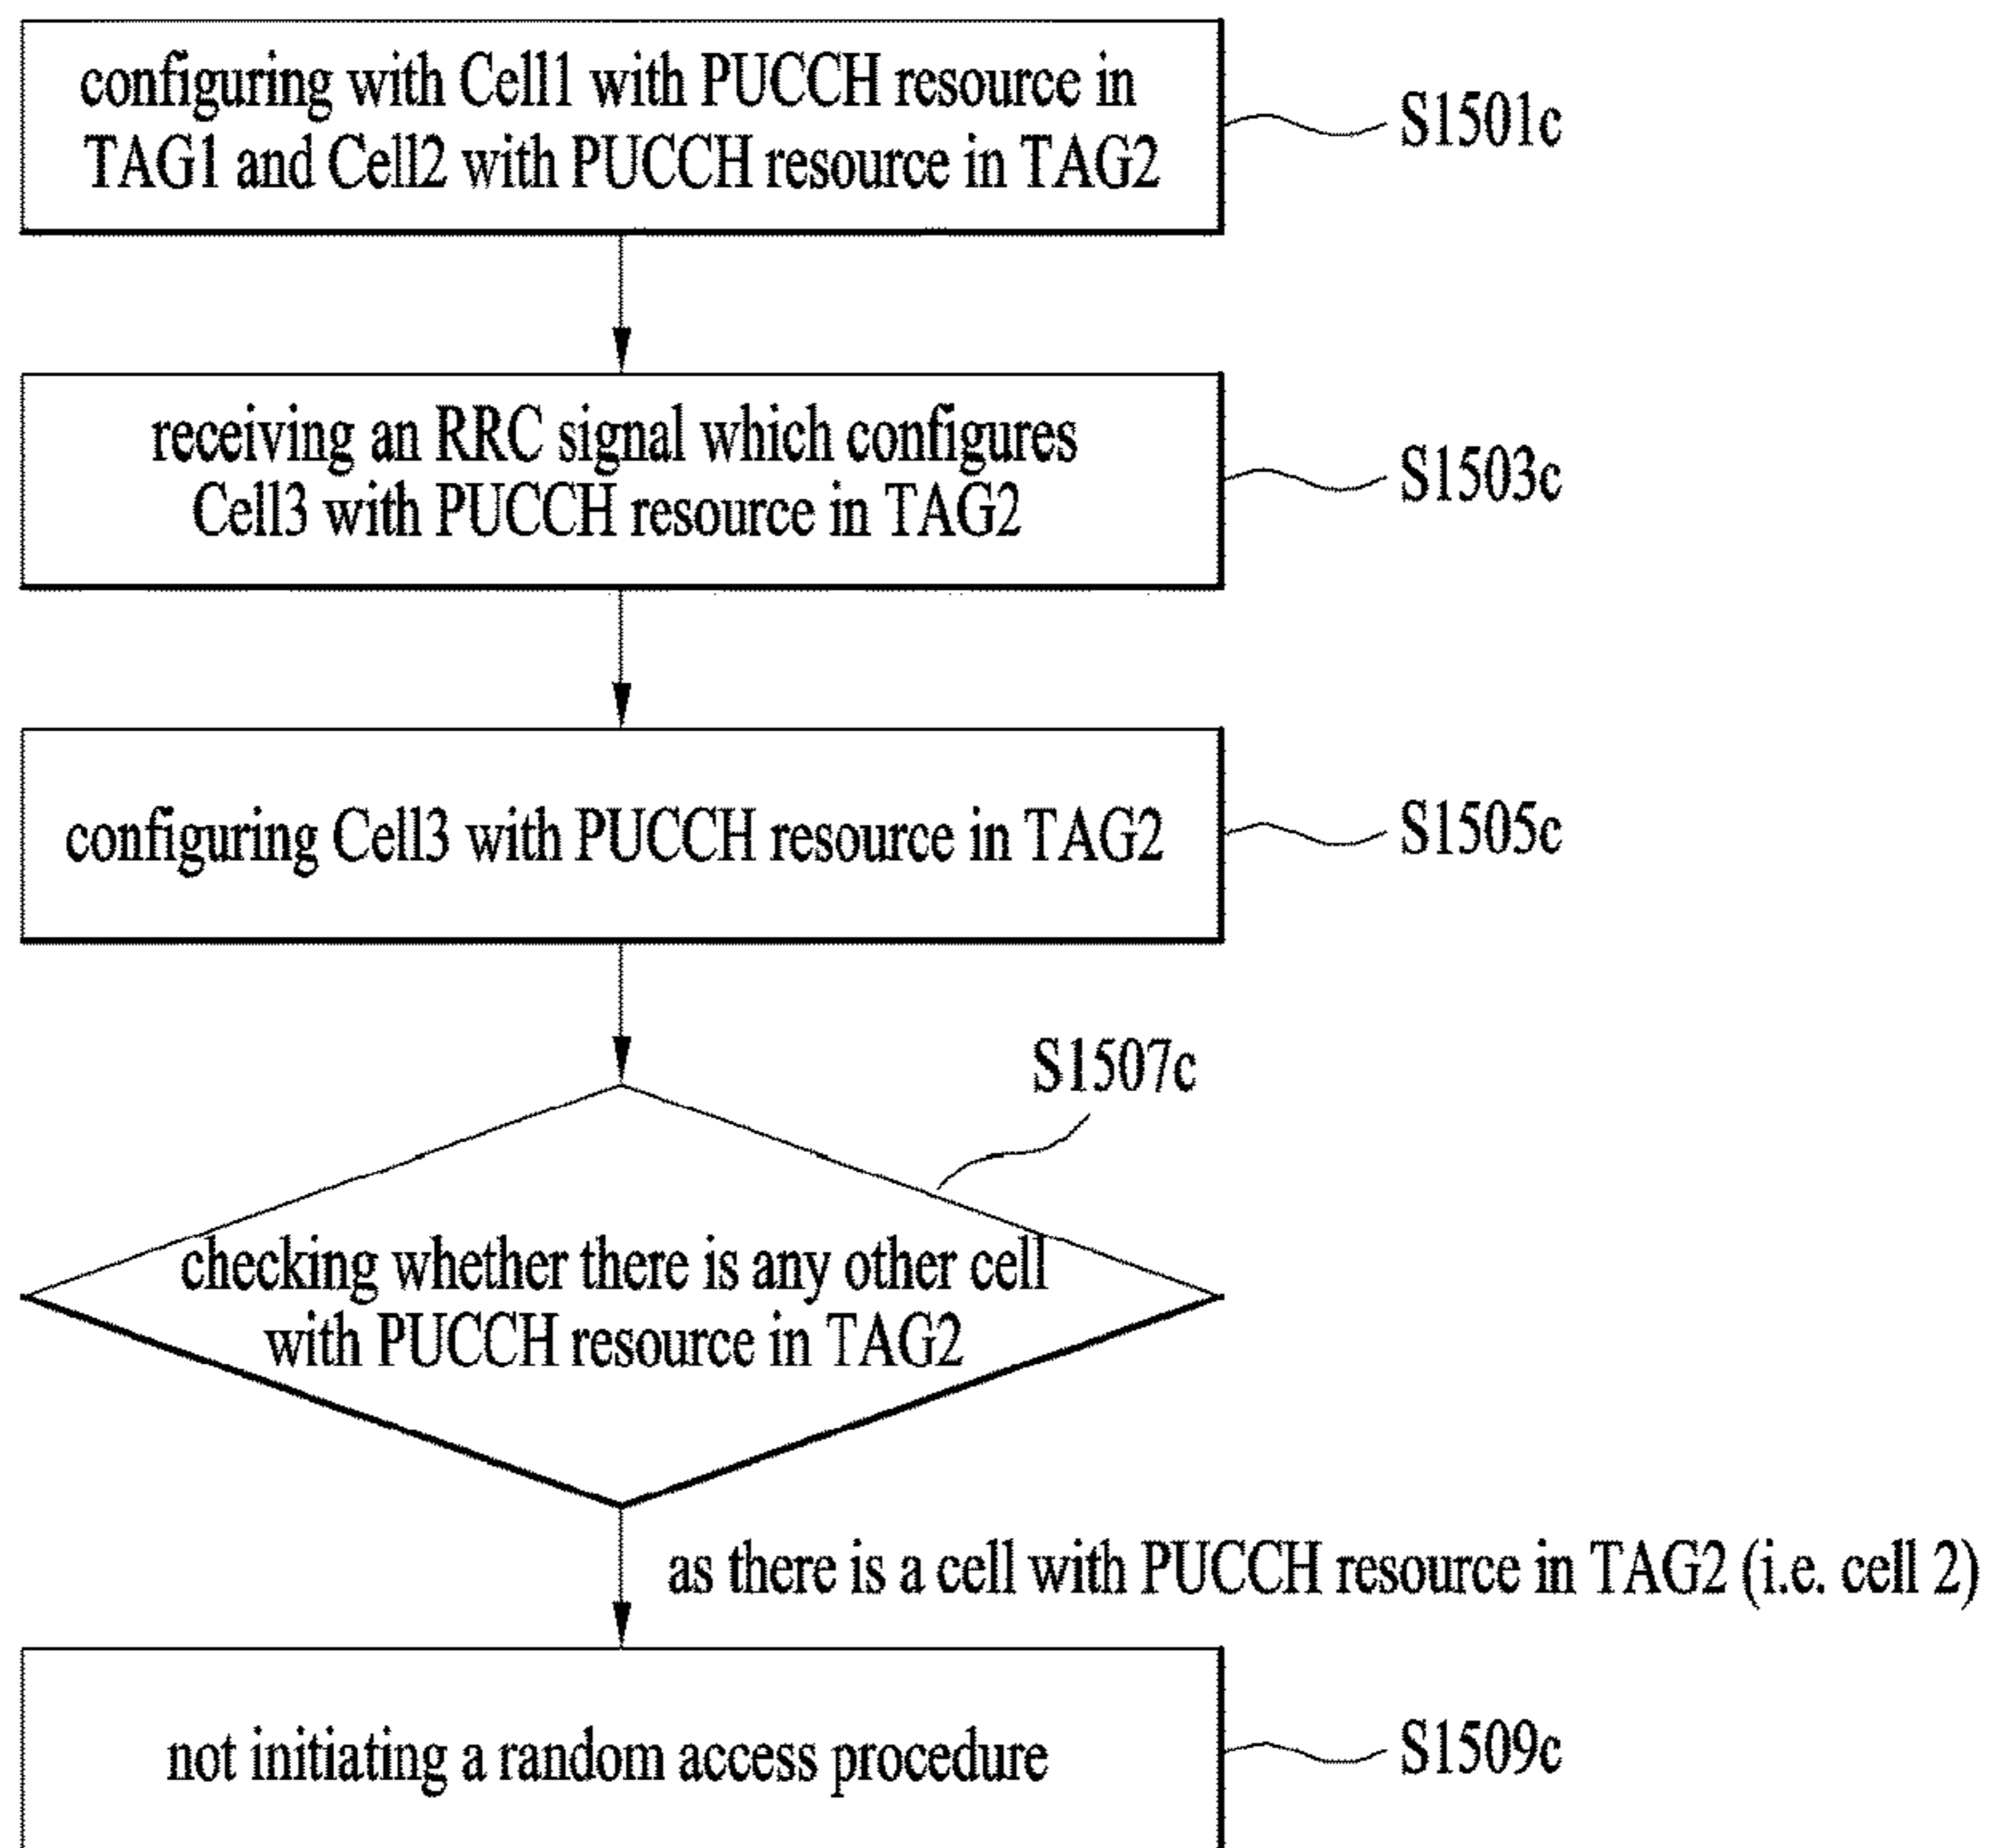 configuring with Cell1 with PUCCH resource in
TAG1 and Cell2 with PUCCH resource in TAG2
S1501c
receiving an RRC signal which configures
Cell3 with PUCCH resource in TAG2
S1503c
configuring Cell3 with PUCCH resource in TAG2
S1505c
S1507c
checking whether there is any other cell
with PUCCH resource in TAG2
as there is a cell with PUCCH resource in TAG2 (i.e. cell 2)
not initiating a random access procedure
S1509c